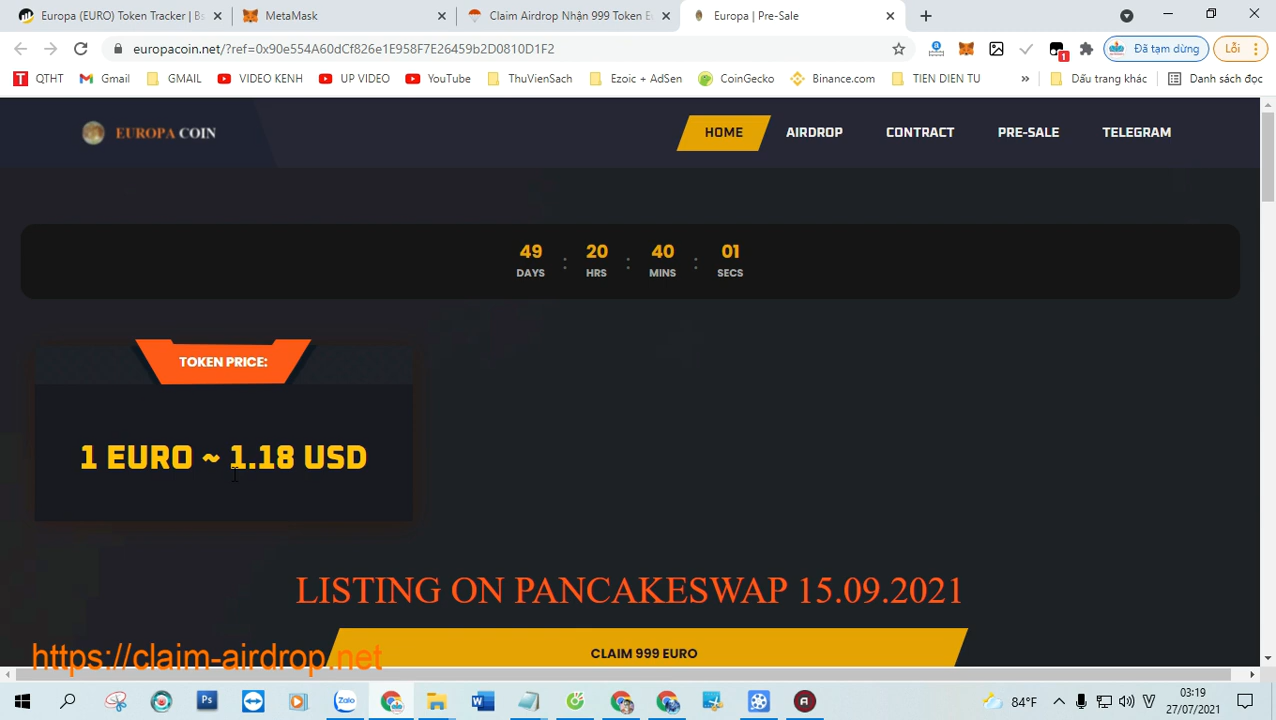 Europa (EURO) Token Tracker | Bs
MetaMask
Claim Airdrop Nhận 999 Token E
Europa | Pre-Sale
europacoin.net/?ref=0x90e554A60dCf826e1E958F7E26459b2D0810D1F2
1
Đã tạm dừng
Lỗi
T QTHT
Gmail
GMAIL
VIDEO KENH
UP VIDEO
YouTube
ThuVienSach
Ezoic + AdSen
CoinGecko
Binance.com
TIEN DIEN TU
»
Dấu trang khác
Danh sách đọc
EUROPA COIN
HOME
AIRDROP
CONTRACT
PRE-SALE
TELEGRAM
49 : 20 : 40 : 01
DAYS HRS MINS SECS
TOKEN PRICE:
1 EURO ~ 1.18 USD
LISTING ON PANCAKESWAP 15.09.2021
CLAIM 999 EURO
https://claim-airdrop.net
Ps
Zalo
W
A
84°F
V
03:19
27/07/2021